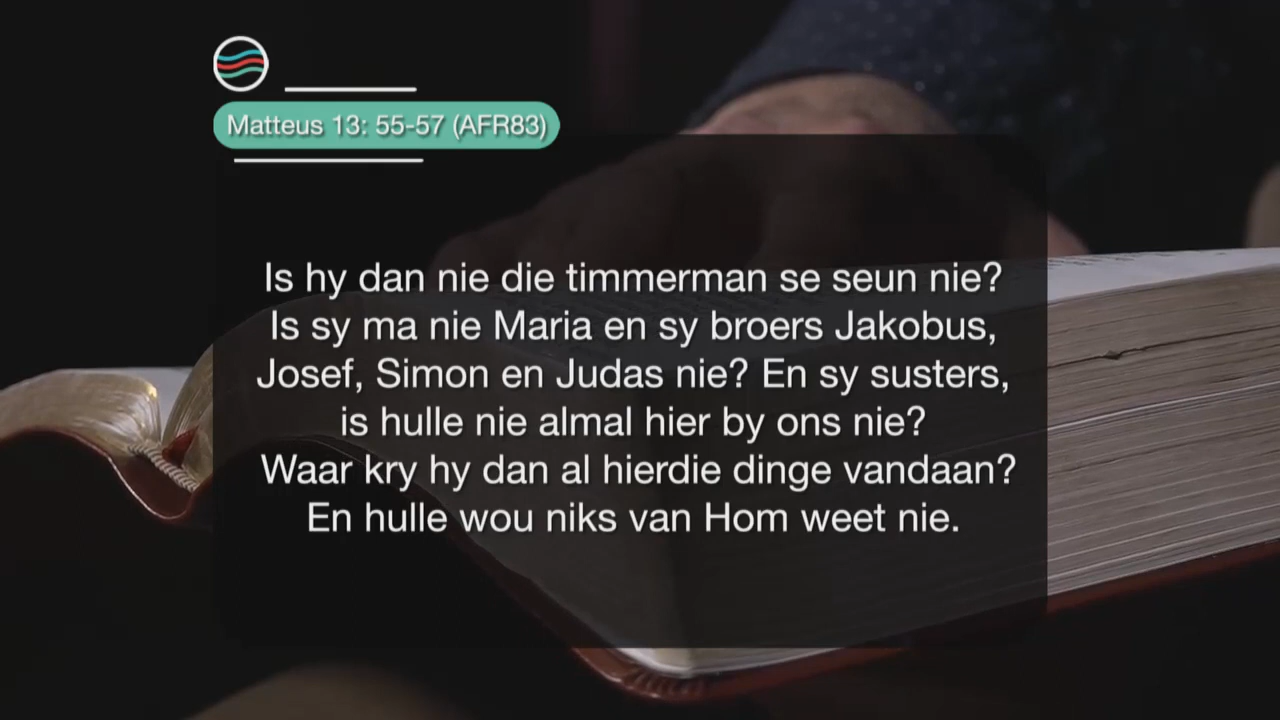 Matteus 13: 55-57 (AFR83)
Is hy dan nie die timmerman se seun nie?
Is sy ma nie Maria en sy broers Jakobus,
Josef, Simon en Judas nie? En sy susters,
is hulle nie almal hier by ons nie?
Waar kry hy dan al hierdie dinge vandaan?
En hulle wou niks van Hom weet nie.